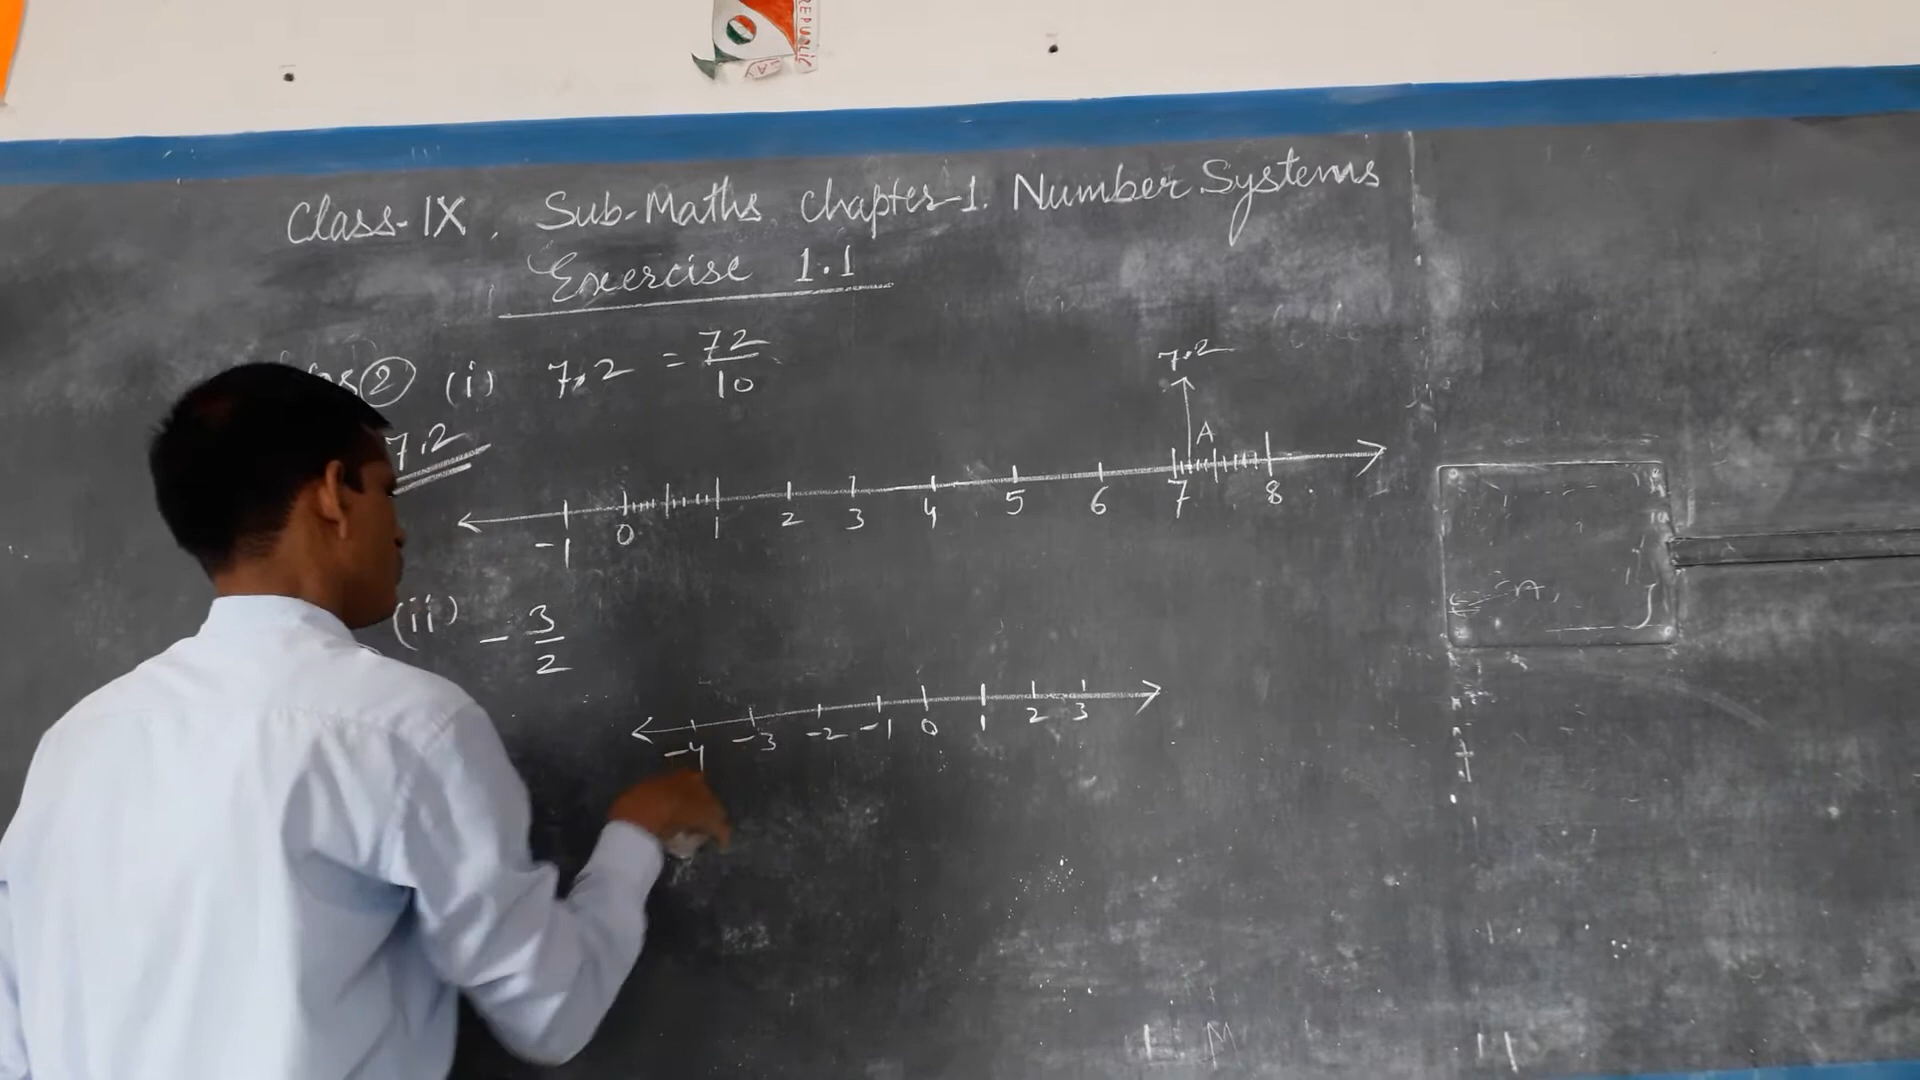 REPUBLIC
Class-IX, Sub-Maths Chapter-1. Number Systems
Exercise 1.1
(2) (i) 7.2 = 72/10
7.2
7.2
A
-1 0 1 2 3 4 5 6 7 8
(ii) -3/2
-4 -3 -2 -1 0 1 2 3